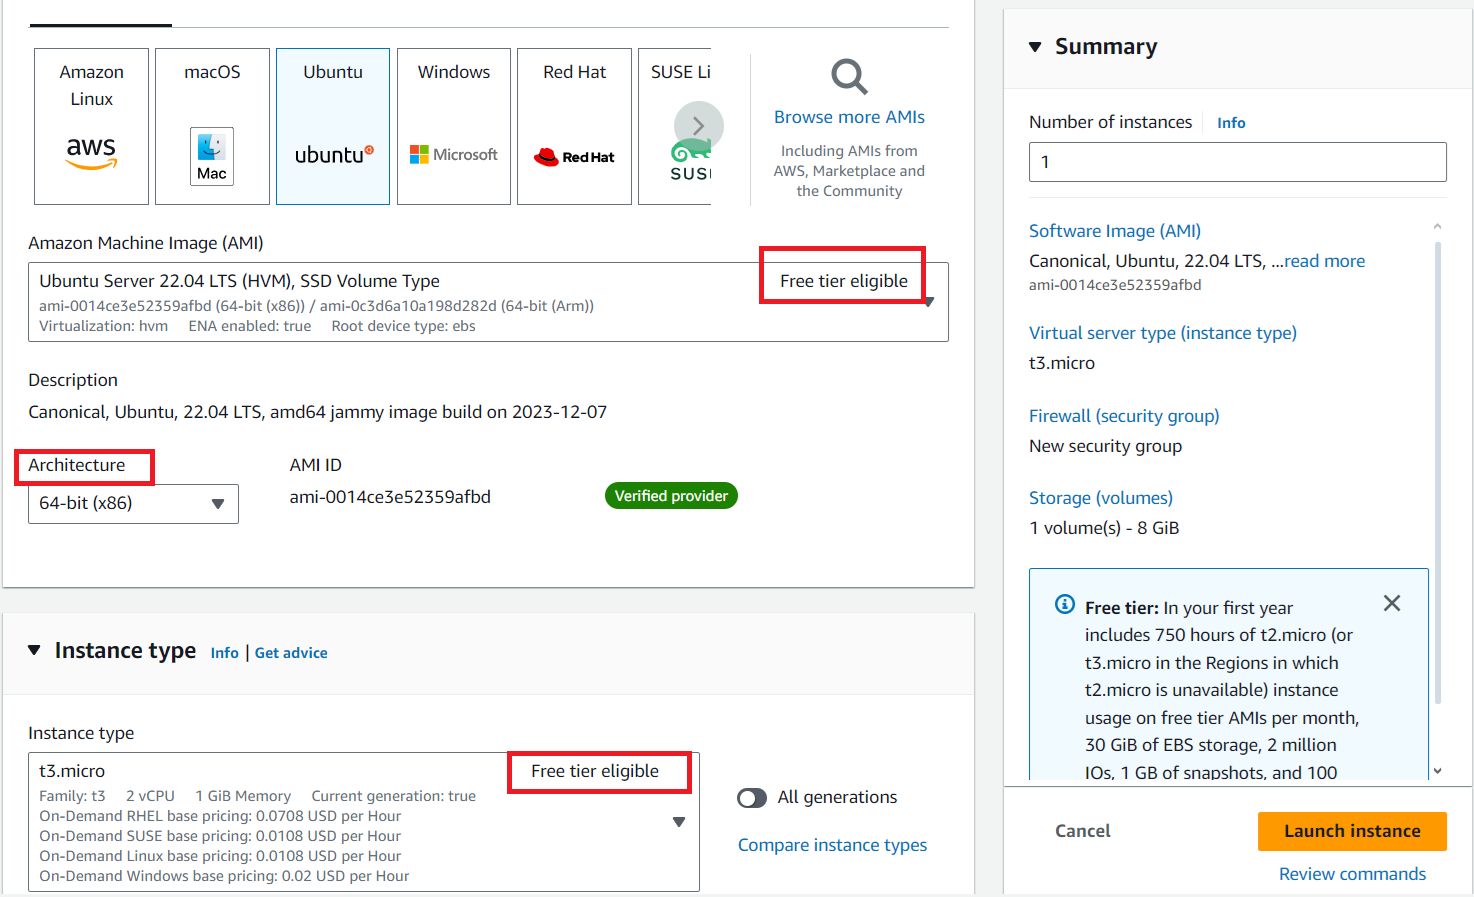 Amazon
Linux
aws
macOS
Mac
Ubuntu
ubuntu
Windows
Microsoft
Red Hat
Red Hat
SUSE Li
SUS
Browse more AMIs
Including AMIs from
AWS, Marketplace and
the Community
Amazon Machine Image (AMI)
Ubuntu Server 22.04 LTS (HVM), SSD Volume Type
Free tier eligible
ami-0014ce3e52359afbd (64-bit (x86)) / ami-0c3d6a10a198d282d (64-bit (Arm))
Virtualization: hvm ENA enabled: true Root device type: ebs
Description
Canonical, Ubuntu, 22.04 LTS, amd64 jammy image build on 2023-12-07
Architecture
64-bit (x86)
AMI ID
ami-0014ce3e52359afbd
Verified provider
Instance type Info | Get advice
Instance type
t3.micro
Free tier eligible
Family: t3 2 vCPU 1 GiB Memory Current generation: true
On-Demand RHEL base pricing: 0.0708 USD per Hour
On-Demand SUSE base pricing: 0.0108 USD per Hour
On-Demand Linux base pricing: 0.0108 USD per Hour
On-Demand Windows base pricing: 0.02 USD per Hour
All generations
Compare instance types
Summary
Number of instances Info
1
Software Image (AMI)
Canonical, Ubuntu, 22.04 LTS, ...read more
ami-0014ce3e52359afbd
Virtual server type (instance type)
t3.micro
Firewall (security group)
New security group
Storage (volumes)
1 volume(s) - 8 GiB
Free tier: In your first year
includes 750 hours of t2.micro (or
t3.micro in the Regions in which
t2.micro is unavailable) instance
usage on free tier AMIs per month,
30 GiB of EBS storage, 2 million
IOs, 1 GB of snapshots, and 100
Cancel
Launch instance
Review commands